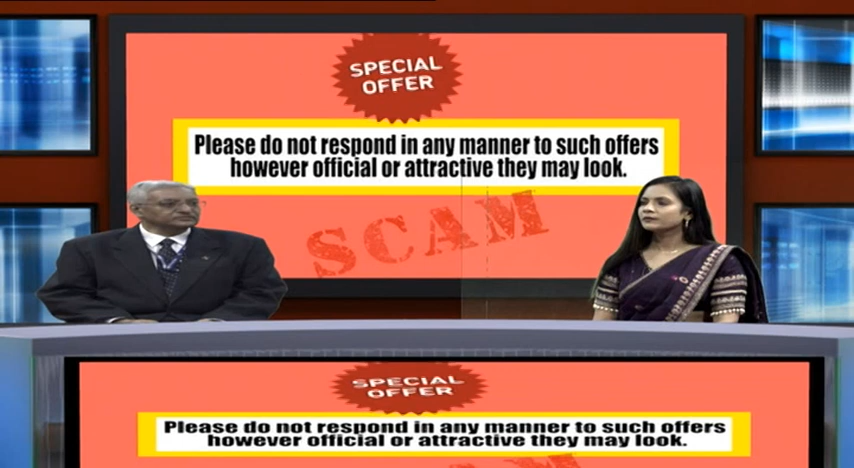 SPECIAL
OFFER
Please do not respond in any manner to such offers
however official or attractive they may look.
SCAM
SPECIAL
OFFER
Please do not respond in any manner to such offers
however official or attractive they may look.